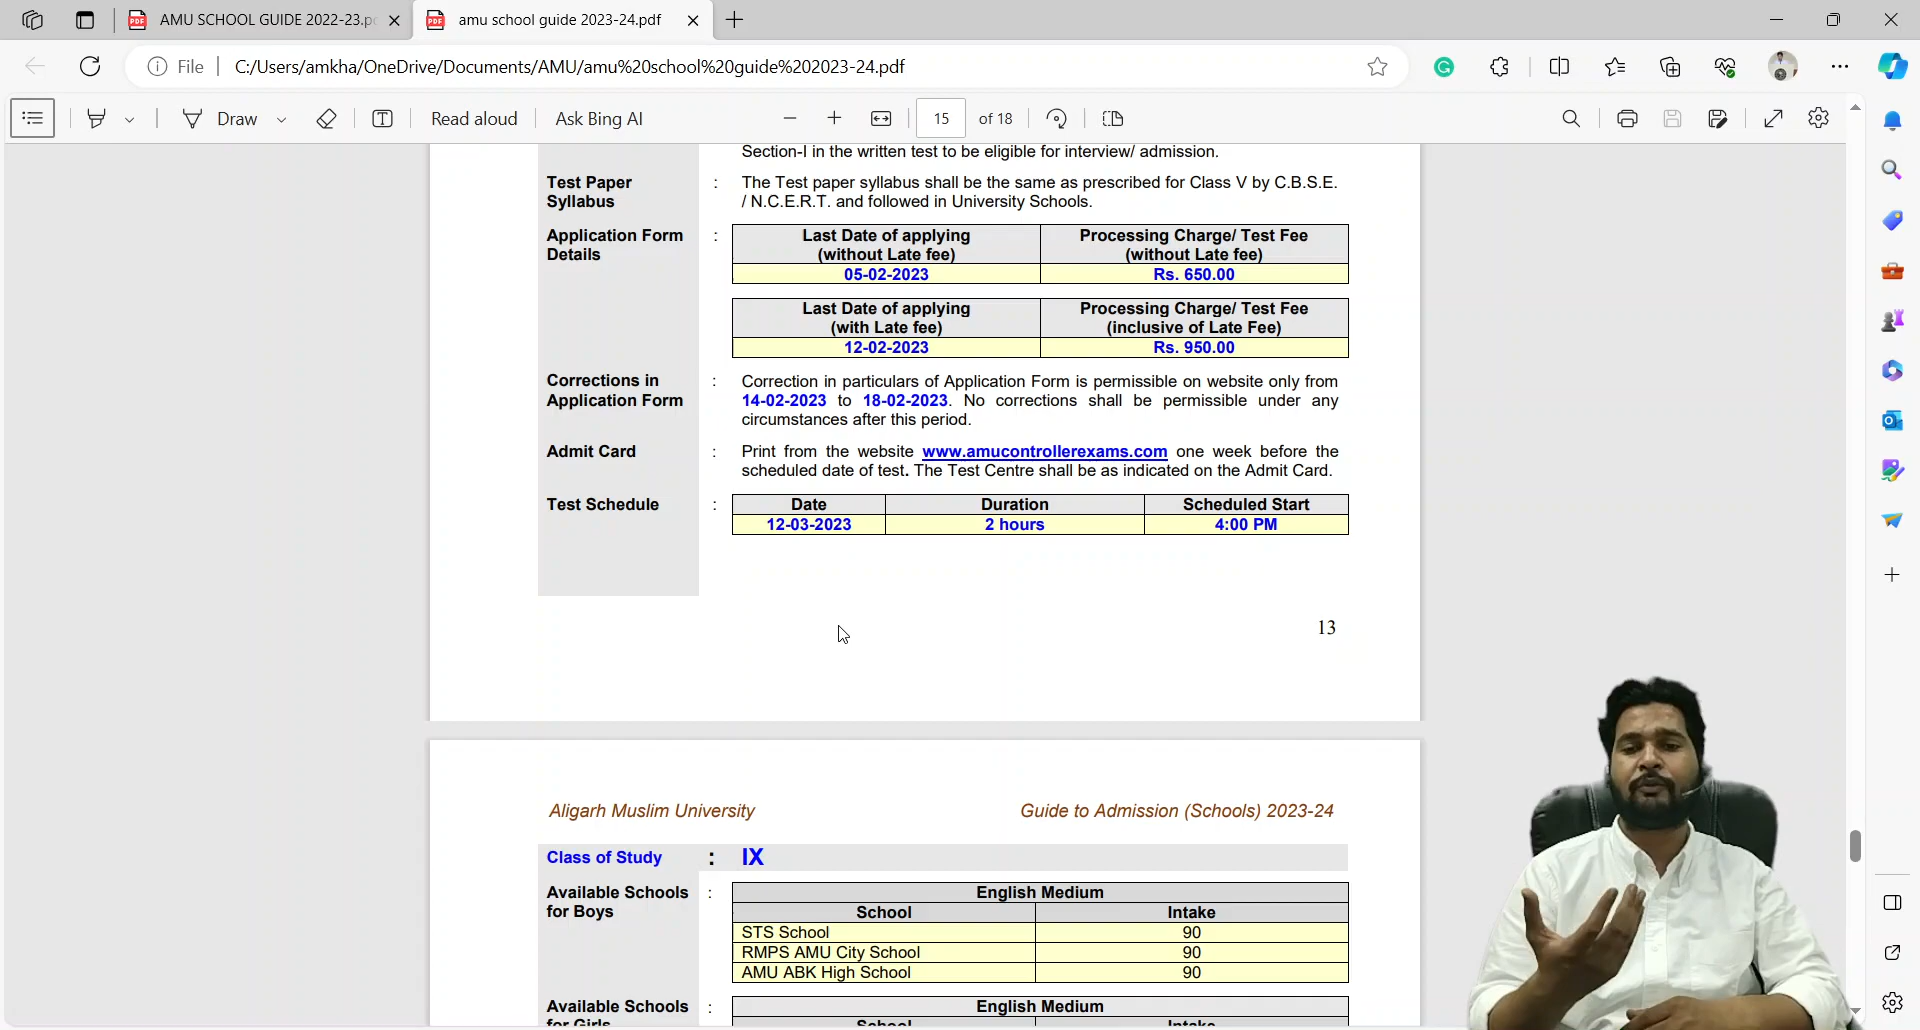 AMU SCHOOL GUIDE 2022-23.p
amu school guide 2023-24.pdf
File
C:/Users/amkha/OneDrive/Documents/AMU/amu%20school%20guide%202023-24.pdf
Draw
Read aloud
Ask Bing AI
15 of 18
Section-I in the written test to be eligible for interview/ admission.
Test Paper Syllabus : The Test paper syllabus shall be the same as prescribed for Class V by C.B.S.E.
/ N.C.E.R.T. and followed in University Schools.
Application Form Details :
Last Date of applying (without Late fee) Processing Charge/ Test Fee (without Late fee)
05-02-2023 Rs. 650.00
Last Date of applying (with Late fee) Processing Charge/ Test Fee (inclusive of Late Fee)
12-02-2023 Rs. 950.00
Corrections in Application Form : Correction in particulars of Application Form is permissible on website only from
14-02-2023 to 18-02-2023. No corrections shall be permissible under any
circumstances after this period.
Admit Card : Print from the website www.amucontrollerexams.com one week before the
scheduled date of test. The Test Centre shall be as indicated on the Admit Card.
Test Schedule : Date Duration Scheduled Start
12-03-2023 2 hours 4:00 PM
13
Aligarh Muslim University Guide to Admission (Schools) 2023-24
Class of Study : IX
Available Schools for Boys : English Medium
School Intake
STS School 90
RMPS AMU City School 90
AMU ABK High School 90
Available Schools for Girls : English Medium
School Intake